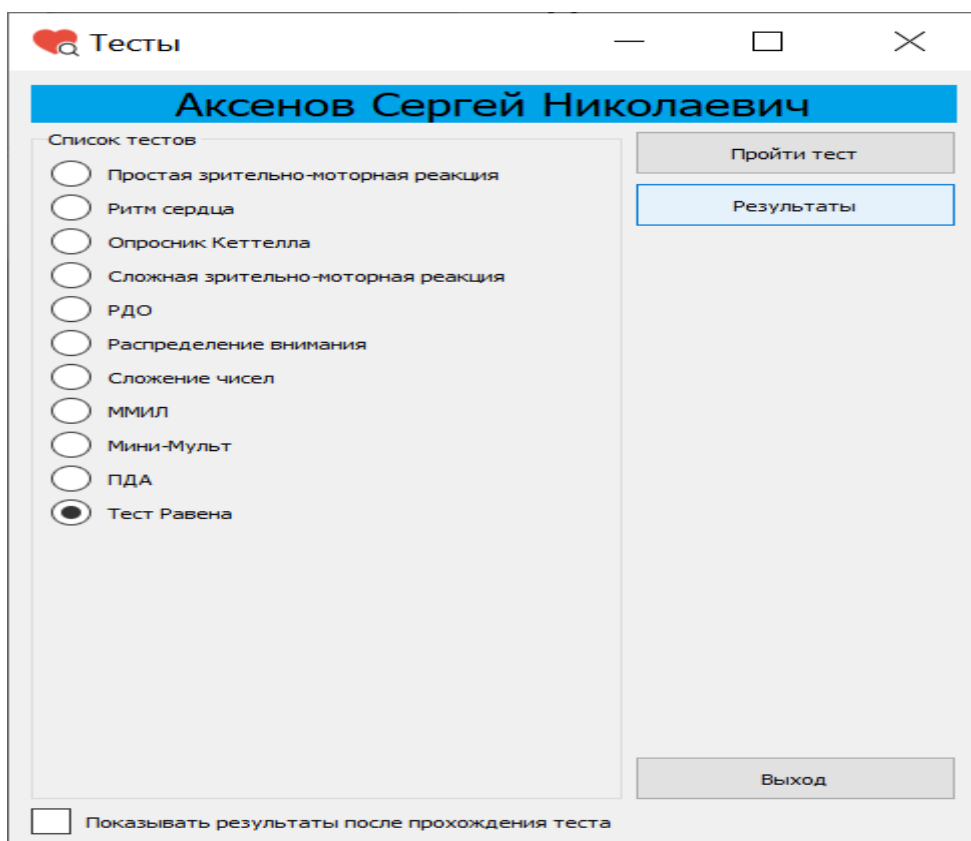 Тесты
Аксенов Сергей Николаевич
Список тестов
Простая зрительно-моторная реакция
Ритм сердца
Опросник Кеттелла
Сложная зрительно-моторная реакция
РДО
Распределение внимания
Сложение чисел
ММИЛ
Мини-Мульт
ПДА
Тест Равена
Пройти тест
Результаты
Выход
Показывать результаты после прохождения теста